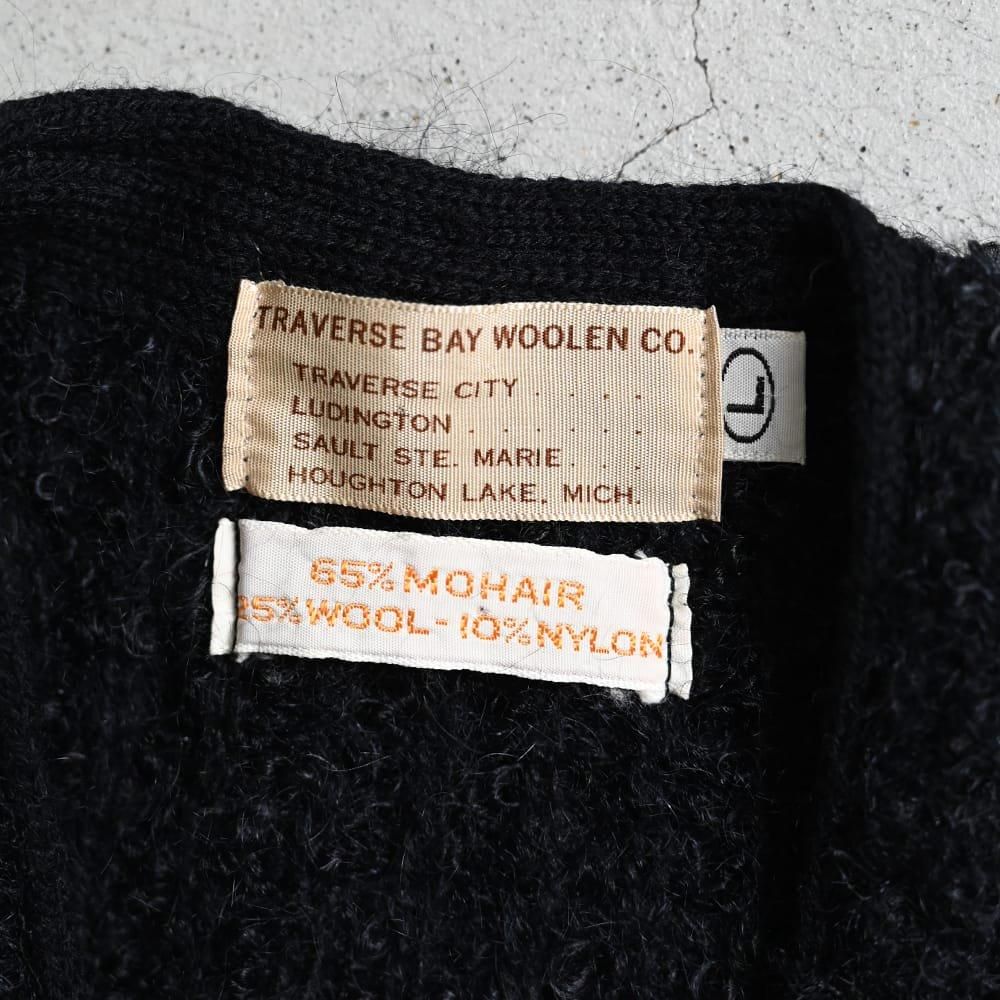 TRAVERSE BAY WOOLEN CO.
TRAVERSE CITY . . . . .
LUDINGTON . . . . . . .
SAULT STE. MARIE . . .
HOUGHTON LAKE, MICH.
L
65% MOHAIR
25% WOOL - 10% NYLON